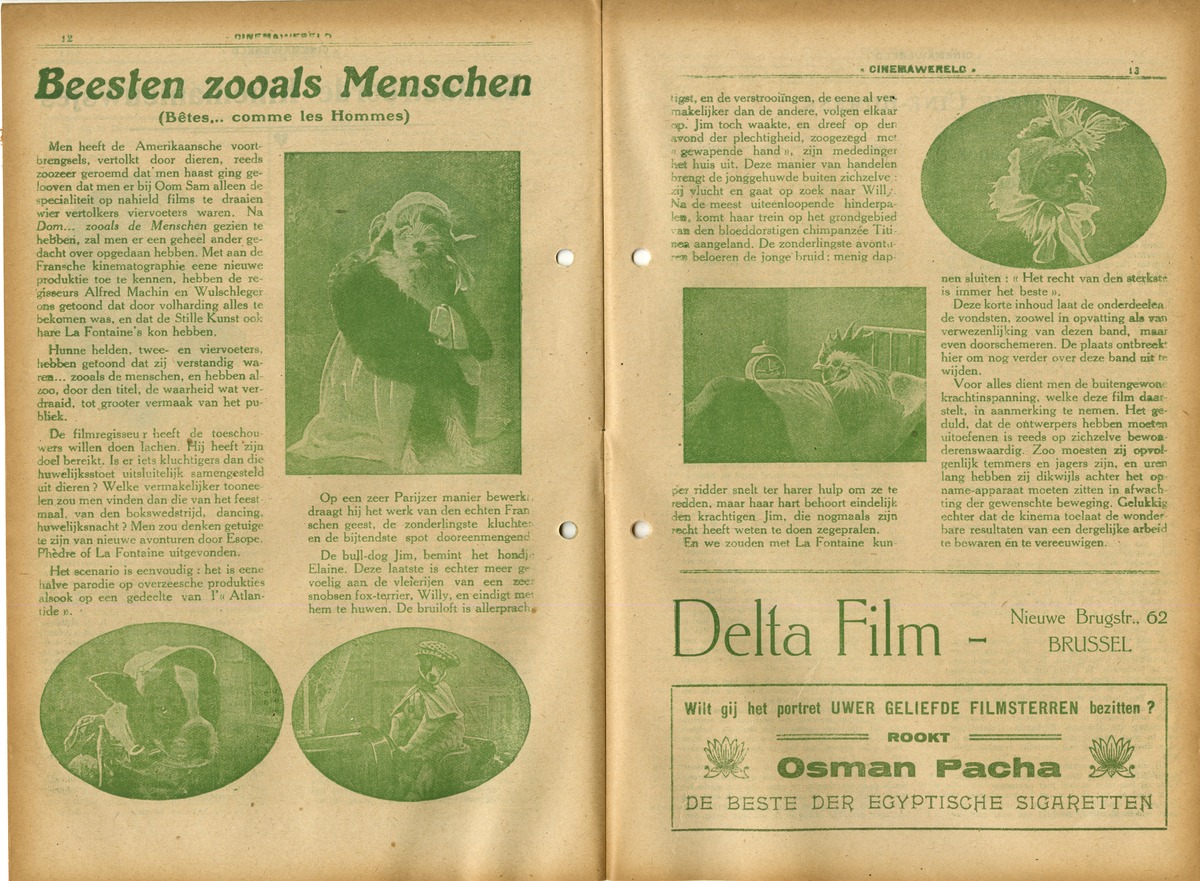 12
CINEMAWERELD
Beesten zooals Menschen
(Bêtes... comme les Hommes)
Men heeft de Amerikaansche voort-
brengsels, vertolkt door dieren, reeds
zoozeer geroemd dat men haast ging ge-
looven dat men er bij Oom Sam alleen de
specialiteit op nahield films te draaien
wier vertolkers viervoeters waren. Na
Dom... zooals de Menschen gezien te
hebben, zal men er een geheel ander ge-
dacht over opgedaan hebben. Met aan de
Fransche kinematographie eene nieuwe
produktie toe te kennen, hebben de re-
gisseurs Alfred Machin en Wulschleger
ons getoond dat door volharding alles te
bekomen was, en dat de Stille Kunst ook
hare La Fontaine's kon hebben.
Hunne helden, twee- en viervoeters,
hebben getoond dat zij verstandig wa-
ren... zooals de menschen, en hebben al-
zoo, door den titel, de waarheid wat ver-
draaid, tot grooter vermaak van het pu-
bliek.
De filmregisseur heeft de toeschou-
wers willen doen lachen. Hij heeft zijn
doel bereikt. Is er iets kluchtigers dan die
huwelijksstoet uitsluitelijk samengesteld
uit dieren ? Welke vermakelijker toonee-
len zou men vinden dan die van het feest-
maal, van den bokswedstrijd, dancing,
huwelijksnacht ? Men zou denken getuige
te zijn van nieuwe avonturen door Esope,
Phèdre of La Fontaine uitgevonden.
Het scenario is eenvoudig : het is eene
halve parodie op overzeesche produkties
alsook op een gedeelte van l'« Atlan-
tide ».
Op een zeer Parijzer manier bewerkt,
draagt hij het werk van den echten Fran
schen geest, de zonderlingste kluchten
en de bijtendste spot dooreenmengend
De bull-dog Jim, bemint het hondje
Elaine. Deze laatste is echter meer ge-
voelig aan de vleierijen van een zeer
snobsen fox-terrier, Willy, en eindigt met
hem te huwen. De bruiloft is allerprach-
« CINEMAWERELD »
13
tigst, en de verstrooiïngen, de eene al ver-
makelijker dan de andere, volgen elkaar
op. Jim toch waakte, en dreef op den
avond der plechtigheid, zoogezegd met
« gewapende hand », zijn mededinger
het huis uit. Deze manier van handelen
brengt de jonggehuwde buiten zichzelve :
zij vlucht en gaat op zoek naar Willy.
Na de meest uiteenloopende hinderpa-
len, komt haar trein op het grondgebied
van den bloeddorstigen chimpanzée Titi-
nea aangeland. De zonderlingste avontu-
ren beloeren de jonge bruid ; menig dap-
per ridder snelt ter harer hulp om ze te
redden, maar haar hart behoort eindelijk
den krachtigen Jim, die nogmaals zijn
recht heeft weten te doen zegepralen.
En we zouden met La Fontaine kun-
nen sluiten : « Het recht van den sterkste
is immer het beste ».
Deze korte inhoud laat de onderdeelen
de vondsten, zoowel in opvatting als van
verwezenlijking van dezen band, maar
even doorschemeren. De plaats ontbreekt
hier om nog verder over deze band uit te
wijden.
Voor alles dient men de buitengewone
krachtinspanning, welke deze film daar-
stelt, in aanmerking te nemen. Het ge-
duld, dat de ontwerpers hebben moeten
uitoefenen is reeds op zichzelve bewon-
derenswaardig. Zoo moesten zij opvol-
genlijk temmers en jagers zijn, en uren
lang hebben zij dikwijls achter het op-
name-apparaat moeten zitten in afwach-
ting der gewenschte beweging. Gelukkig
echter dat de kinema toelaat de wonder-
bare resultaten van een dergelijke arbeid
te bewaren én te vereeuwigen.
Delta Film - Nieuwe Brugstr., 62
BRUSSEL
Wilt gij het portret UWER GELIEFDE FILMSTERREN bezitten ?
ROOKT
Osman Pacha
DE BESTE DER EGYPTISCHE SIGARETTEN